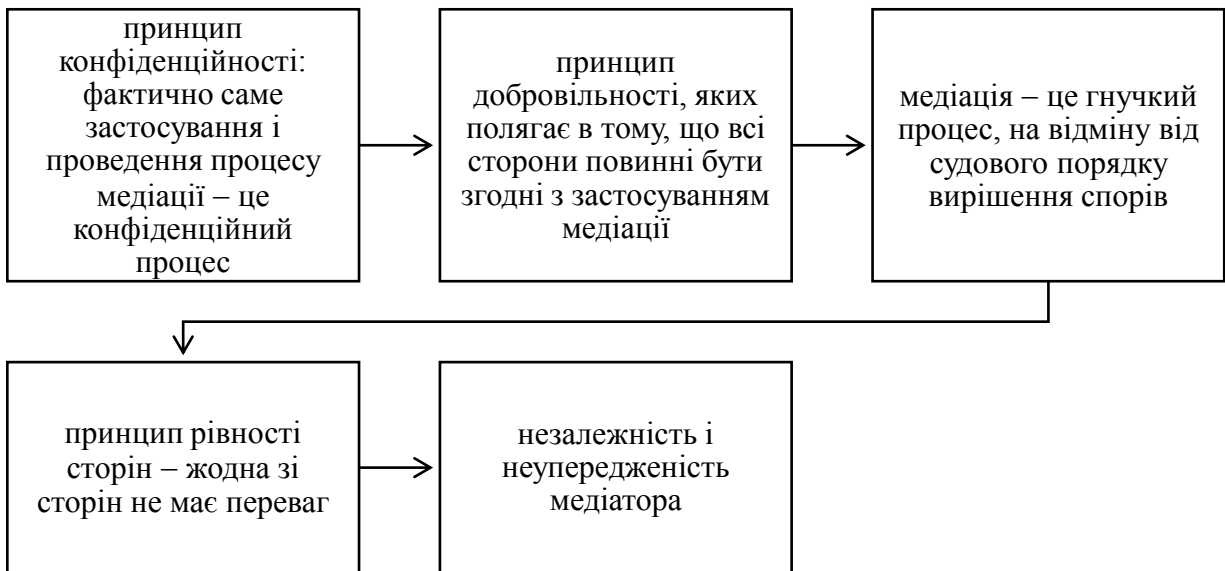 принцип
конфіденційності:
фактично саме
застосування і
проведення процесу
медіації – це
конфіденційний
процес
принцип
добровільності, яких
полягає в тому, що всі
сторони повинні бути
згодні з застосуванням
медіації
медіація – це гнучкий
процес, на відміну від
судового порядку
вирішення спорів
принцип рівності
сторін – жодна зі
сторін не має переваг
незалежність і
неупередженість
медіатора